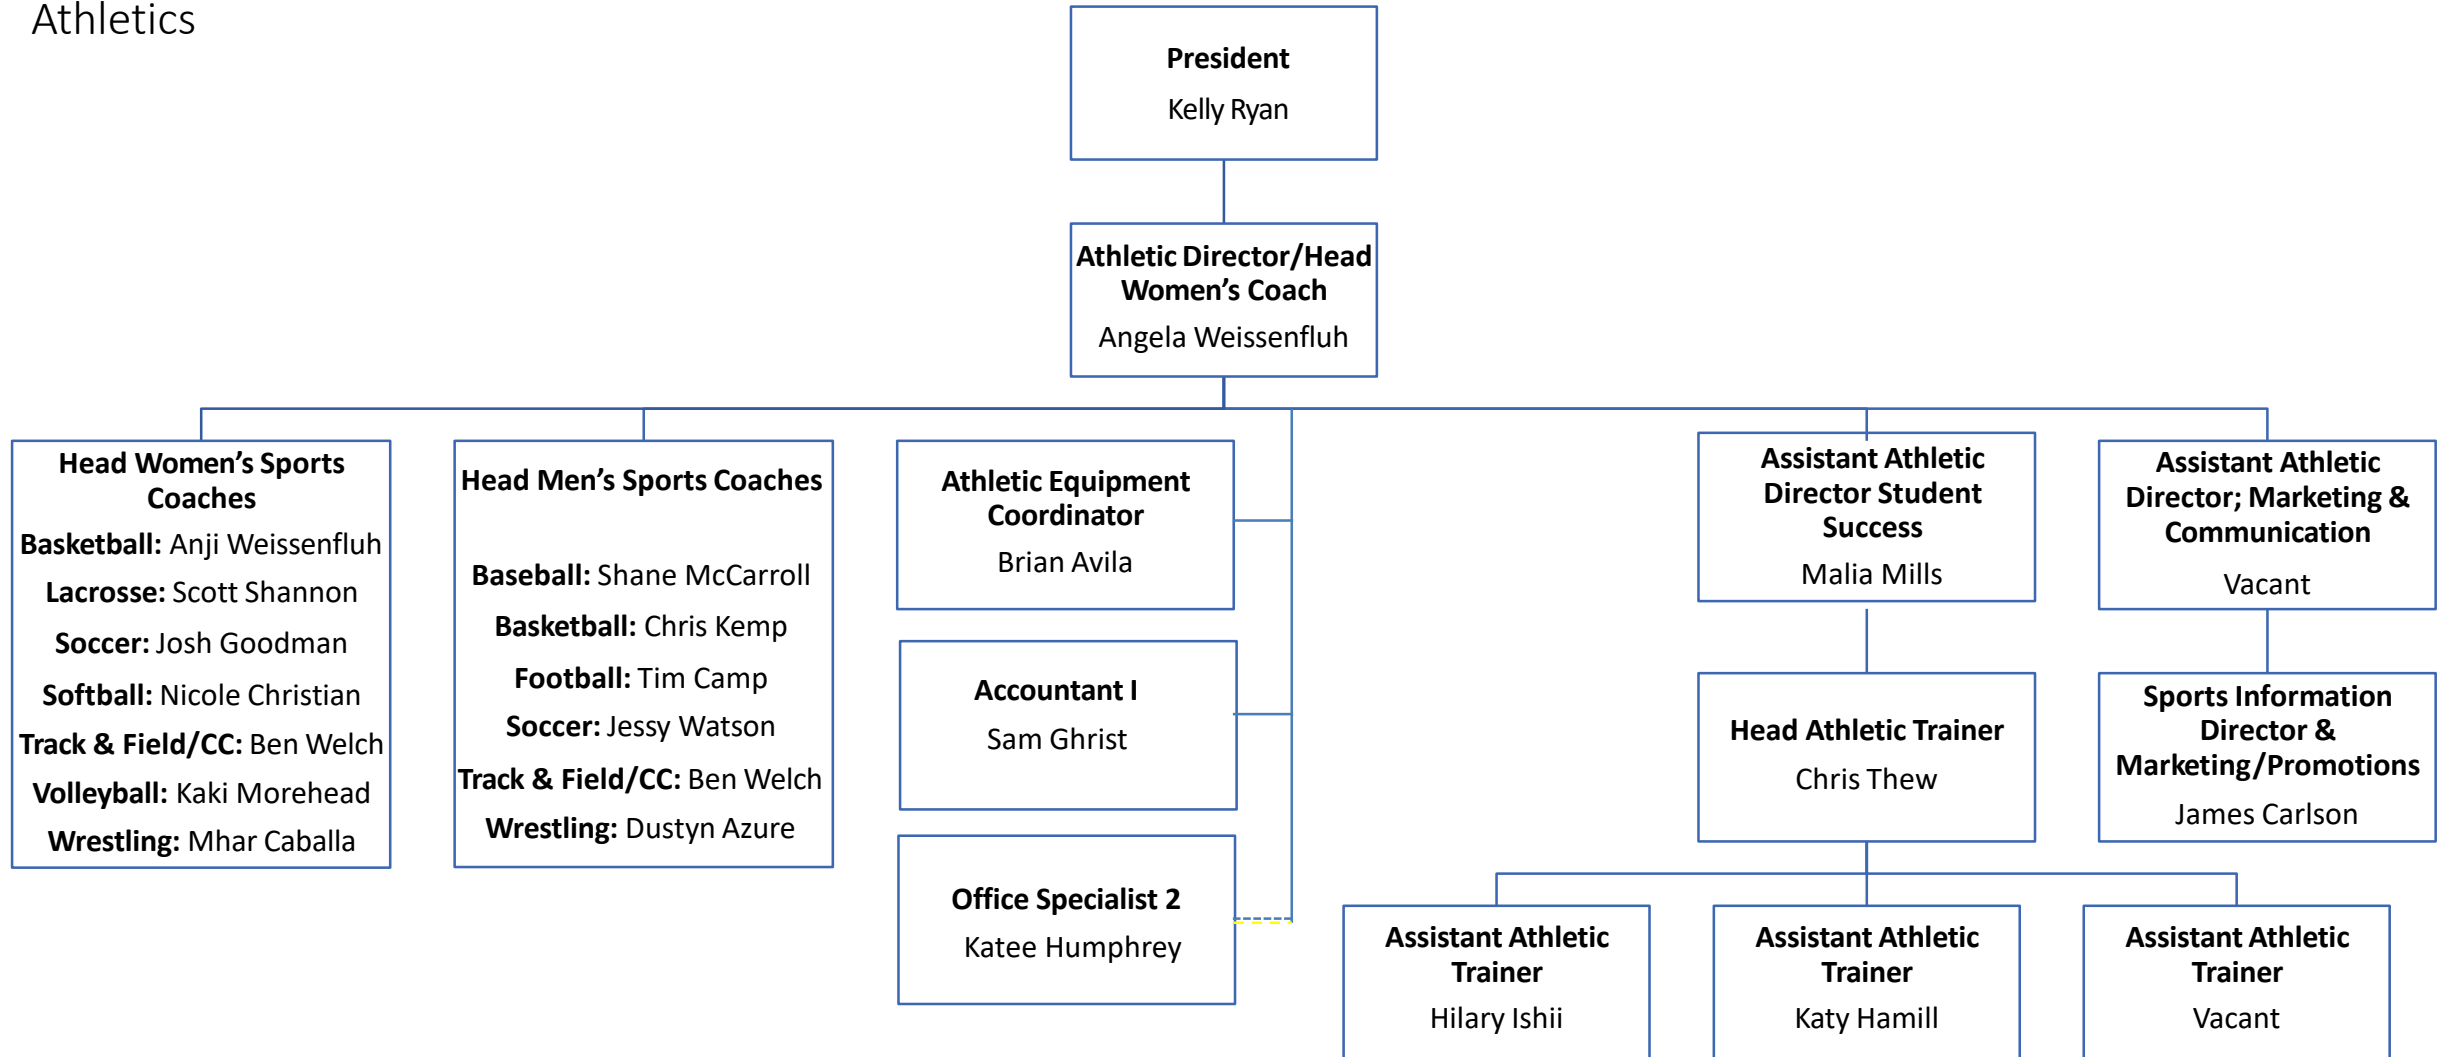 Athletics
President
Kelly Ryan
Athletic Director/Head
Women’s Coach
Angela Weissenfluh
Head Women’s Sports
Coaches
Basketball: Anji Weissenfluh
Lacrosse: Scott Shannon
Soccer: Josh Goodman
Softball: Nicole Christian
Track & Field/CC: Ben Welch
Volleyball: Kaki Morehead
Wrestling: Mhar Caballa
Head Men’s Sports Coaches
Baseball: Shane McCarroll
Basketball: Chris Kemp
Football: Tim Camp
Soccer: Jessy Watson
Track & Field/CC: Ben Welch
Wrestling: Dustyn Azure
Athletic Equipment
Coordinator
Brian Avila
Accountant I
Sam Ghrist
Office Specialist 2
Katee Humphrey
Assistant Athletic
Director Student
Success
Malia Mills
Head Athletic Trainer
Chris Thew
Assistant Athletic
Director; Marketing &
Communication
Vacant
Sports Information
Director &
Marketing/Promotions
James Carlson
Assistant Athletic
Trainer
Hilary Ishii
Assistant Athletic
Trainer
Katy Hamill
Assistant Athletic
Trainer
Vacant